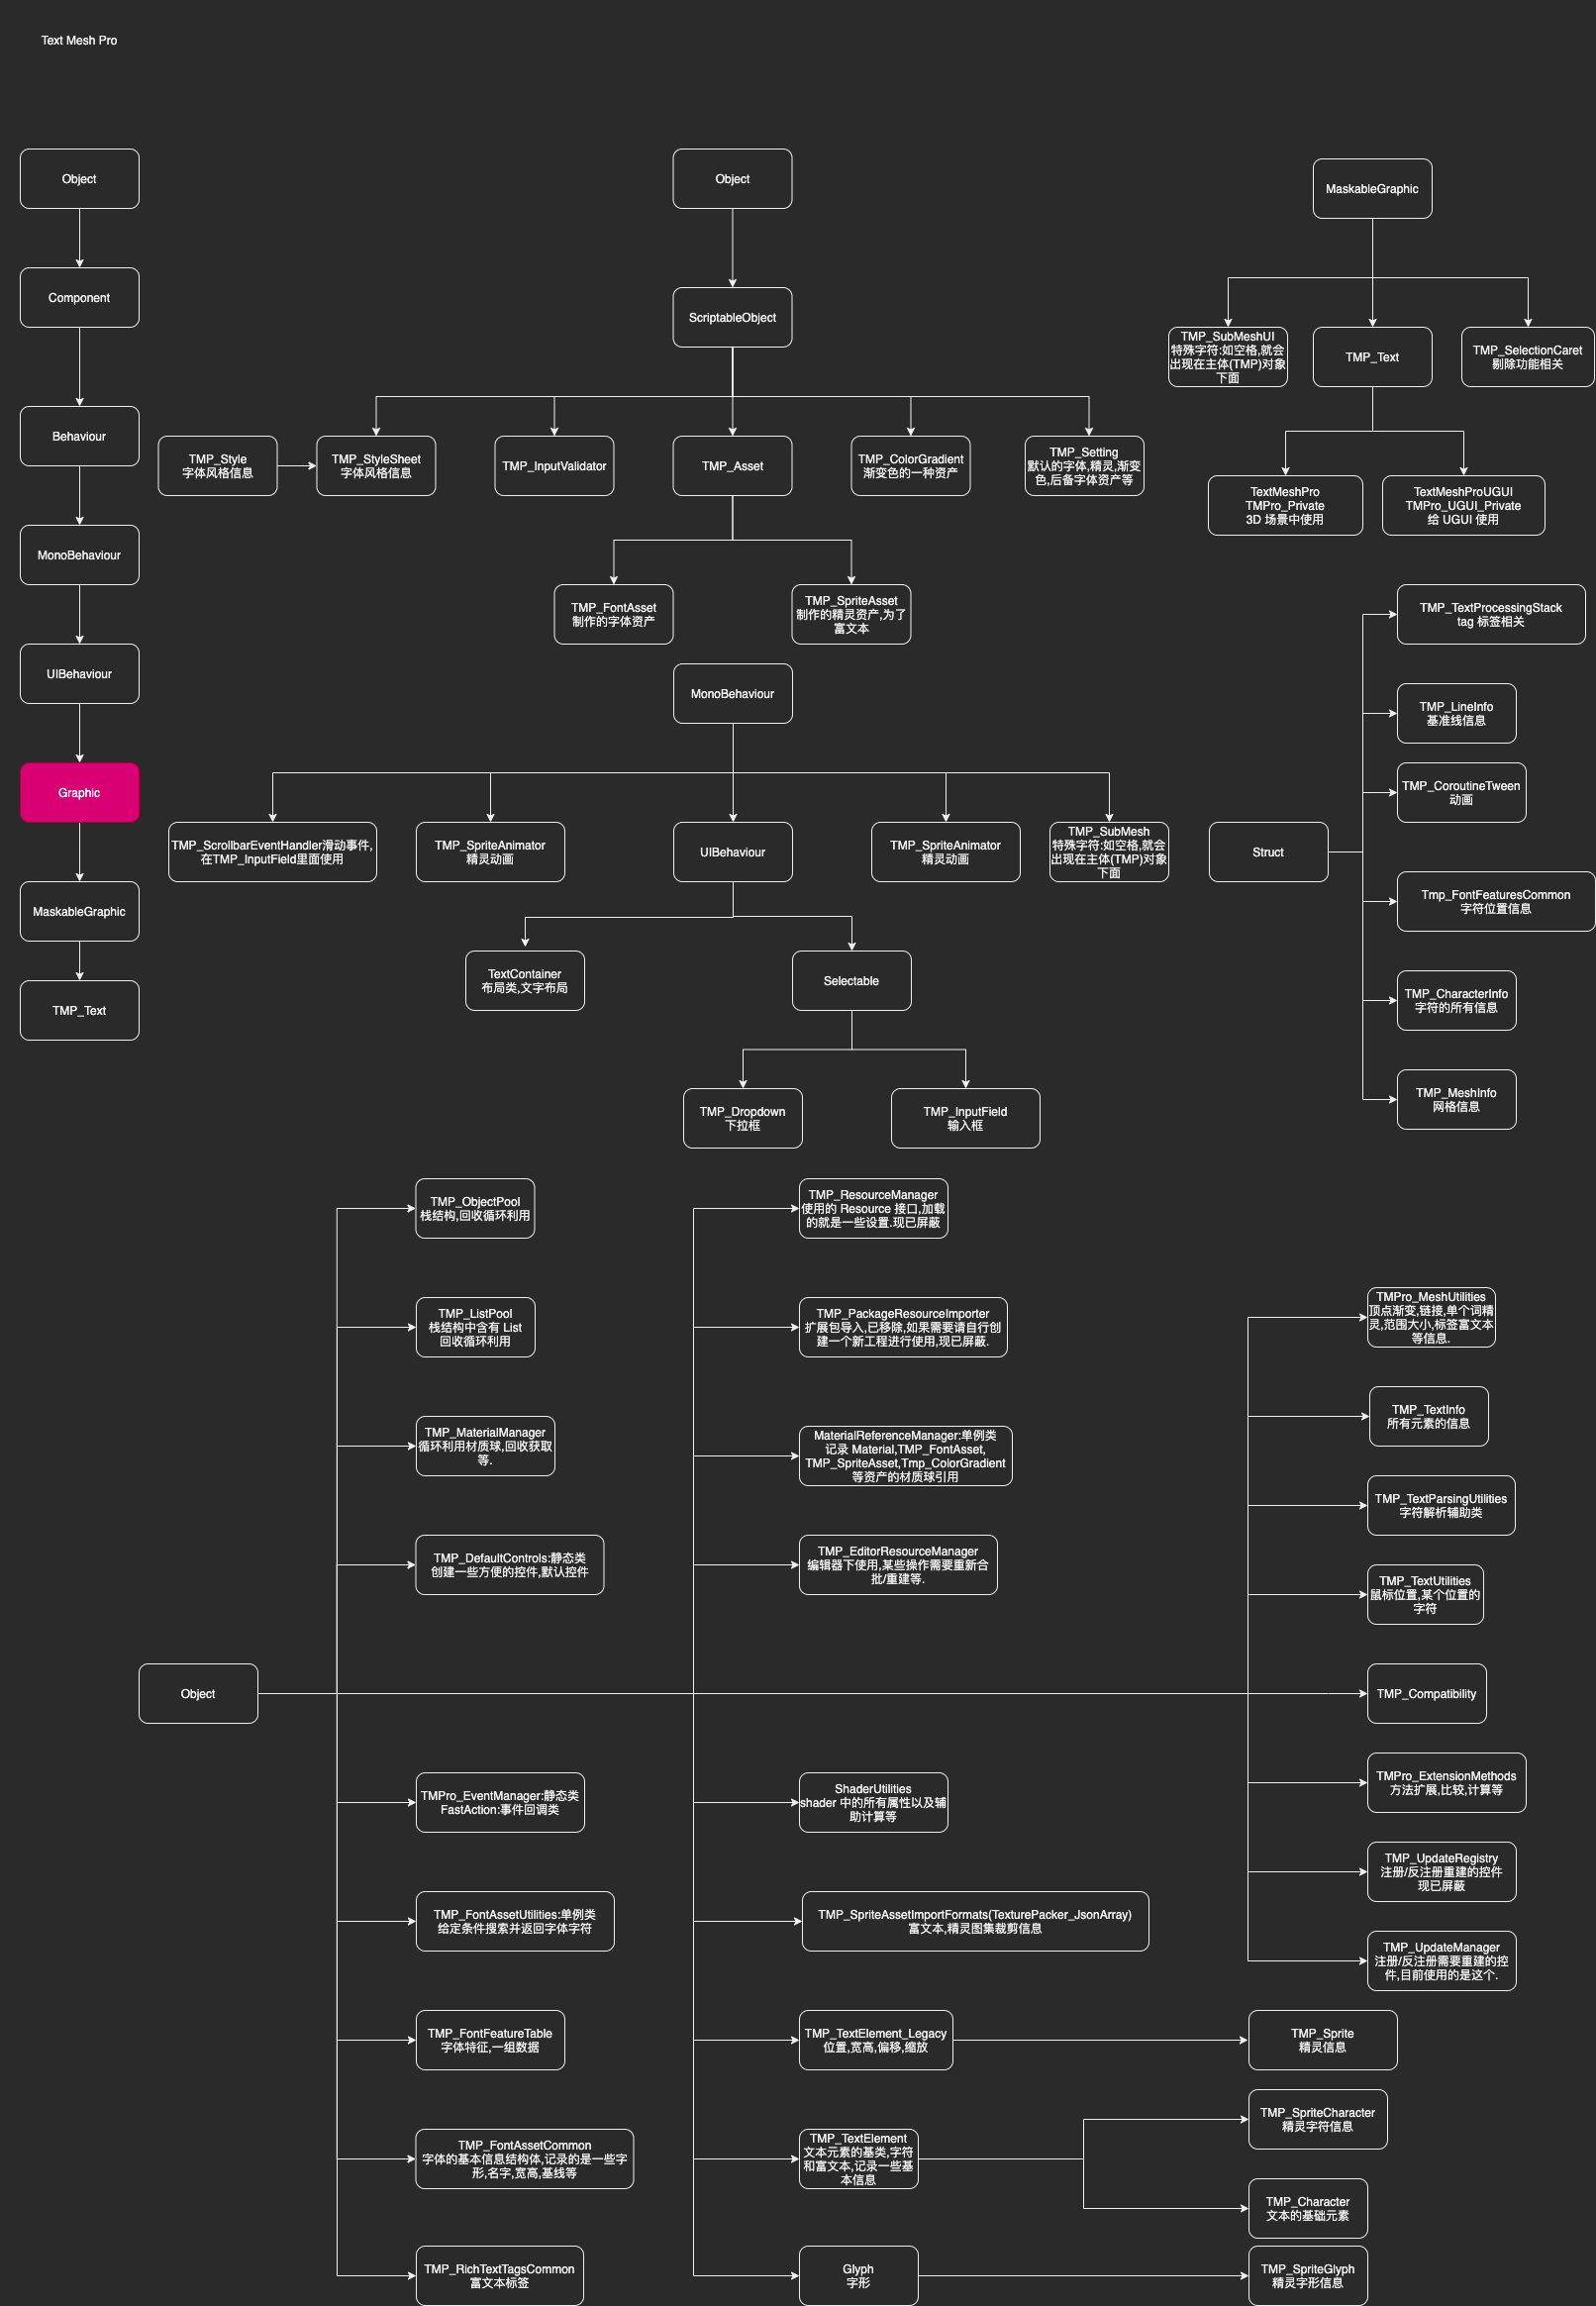 Text Mesh Pro
Object
Component
Behaviour
MonoBehaviour
UIBehaviour
Graphic
MaskableGraphic
TMP_Text
Object
ScriptableObject
TMP_Style
字体风格信息
TMP_StyleSheet
字体风格信息
TMP_InputValidator
TMP_Asset
TMP_ColorGradient
渐变色的一种资产
TMP_Setting
默认的字体,精灵,渐变
色,后备字体资产等
TMP_FontAsset
制作的字体资产
TMP_SpriteAsset
制作的精灵资产,为了
富文本
MaskableGraphic
TMP_SubMeshUI
特殊字符:如空格,就会
出现在主体(TMP)对象
下面
TMP_Text
TMP_SelectionCaret
剔除功能相关
TextMeshPro
TMPro_Private
3D 场景中使用
TextMeshProUGUI
TMPro_UGUI_Private
给 UGUI 使用
MonoBehaviour
TMP_ScrollbarEventHandler滑动事件,
在TMP_InputField里面使用
TMP_SpriteAnimator
精灵动画
UIBehaviour
TMP_SpriteAnimator
精灵动画
TMP_SubMesh
特殊字符:如空格,就会
出现在主体(TMP)对象
下面
TextContainer
布局类,文字布局
Selectable
TMP_Dropdown
下拉框
TMP_InputField
输入框
Struct
TMP_TextProcessingStack
tag 标签相关
TMP_LineInfo
基准线信息
TMP_CoroutineTween
动画
Tmp_FontFeaturesCommon
字符位置信息
TMP_CharacterInfo
字符的所有信息
TMP_MeshInfo
网格信息
Object
TMP_ObjectPool
栈结构,回收循环利用
TMP_ListPool
栈结构中含有 List
回收循环利用
TMP_MaterialManager
循环利用材质球,回收获取
等.
TMP_DefaultControls:静态类
创建一些方便的控件,默认控件
TMPro_EventManager:静态类
FastAction:事件回调类
TMP_FontAssetUtilities:单例类
给定条件搜索并返回字体字符
TMP_FontFeatureTable
字体特征,一组数据
TMP_FontAssetCommon
字体的基本信息结构体,记录的是一些字
形,名字,宽高,基线等
TMP_RichTextTagsCommon
富文本标签
TMP_ResourceManager
使用的 Resource 接口,加载
的就是一些设置.现已屏蔽
TMP_PackageResourceImporter
扩展包导入,已移除,如果需要请自行创
建一个新工程进行使用,现已屏蔽.
MaterialReferenceManager:单例类
记录 Material,TMP_FontAsset,
TMP_SpriteAsset,Tmp_ColorGradient
等资产的材质球引用
TMP_EditorResourceManager
编辑器下使用,某些操作需要重新合
批/重建等.
ShaderUtilities
shader 中的所有属性以及辅
助计算等
TMP_SpriteAssetImportFormats(TexturePacker_JsonArray)
富文本,精灵图集裁剪信息
TMP_TextElement_Legacy
位置,宽高,偏移,缩放
TMP_Sprite
精灵信息
TMP_TextElement
文本元素的基类,字符
和富文本,记录一些基
本信息
TMP_SpriteCharacter
精灵字符信息
TMP_Character
文本的基础元素
Glyph
字形
TMP_SpriteGlyph
精灵字形信息
TMPro_MeshUtilities
顶点渐变,链接,单个词精
灵,范围大小,标签富文本
等信息.
TMP_TextInfo
所有元素的信息
TMP_TextParsingUtilities
字符解析辅助类
TMP_TextUtilities
鼠标位置,某个位置的
字符
TMP_Compatibility
TMPro_ExtensionMethods
方法扩展,比较,计算等
TMP_UpdateRegistry
注册/反注册重建的控件
现已屏蔽
TMP_UpdateManager
注册/反注册需要重建的控
件,目前使用的是这个.